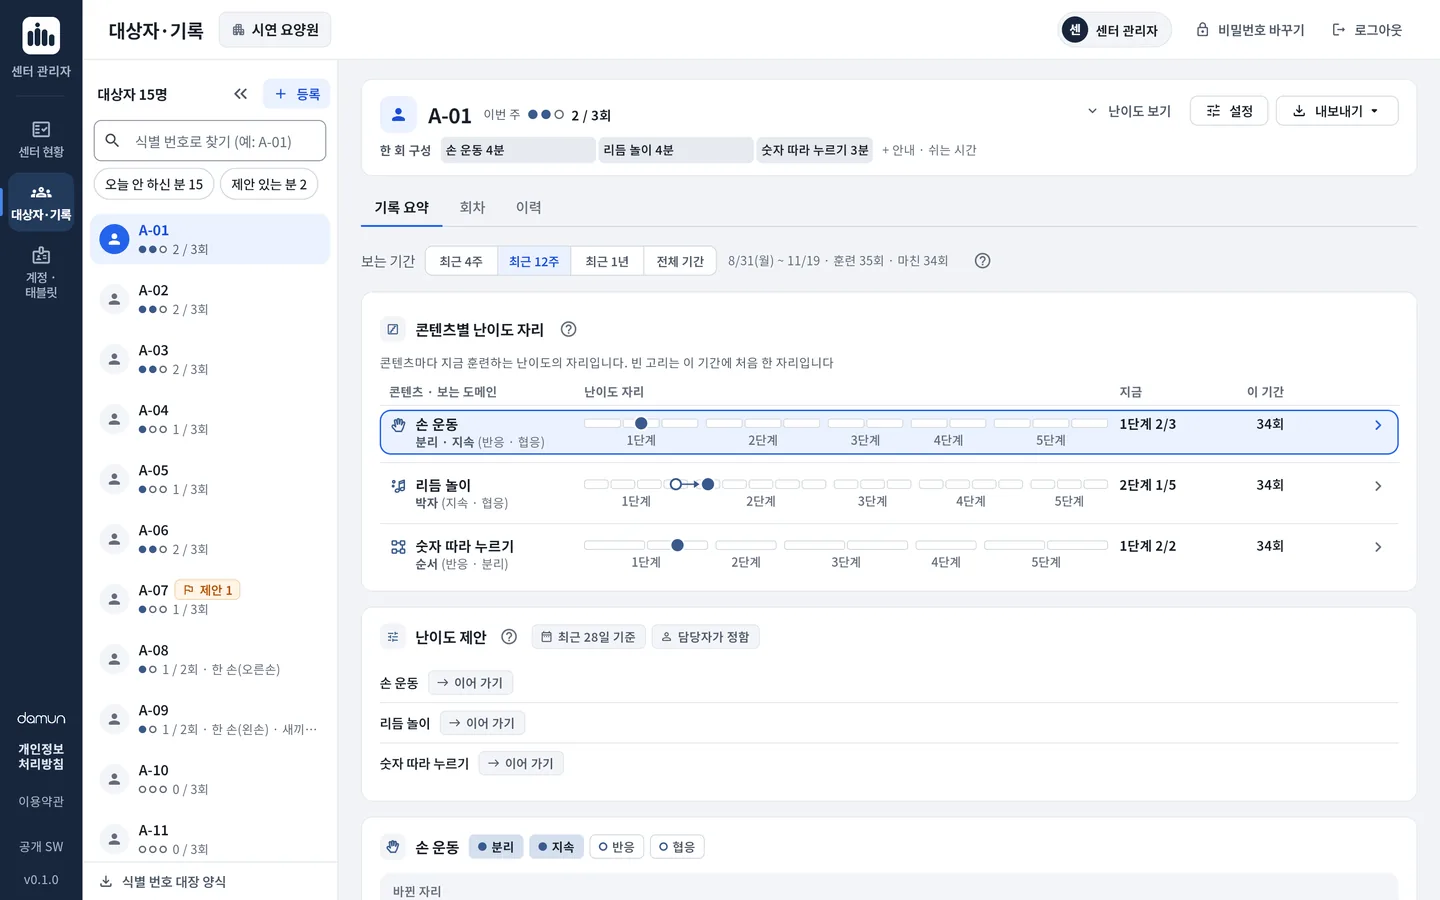 센터 관리자
센터 현황
대상자·기록
계정 ·
태블릿
damun
개인정보
처리방침
이용약관
공개 SW
v0.1.0
대상자·기록
시연 요양원
센 센터 관리자
비밀번호 바꾸기
로그아웃
대상자 15명
+ 등록
식별 번호로 찾기 (예: A-01)
오늘 안 하신 분 15
제안 있는 분 2
A-01
2 / 3회
A-02
2 / 3회
A-03
2 / 3회
A-04
1 / 3회
A-05
1 / 3회
A-06
2 / 3회
A-07 제안 1
1 / 3회
A-08
1 / 2회 · 한 손(오른손)
A-09
1 / 2회 · 한 손(왼손) · 새끼…
A-10
0 / 3회
A-11
0 / 3회
식별 번호 대장 양식
A-01 이번 주 2 / 3회
난이도 보기
설정
내보내기
한 회 구성 손 운동 4분 리듬 놀이 4분 숫자 따라 누르기 3분 + 안내 · 쉬는 시간
기록 요약 회차 이력
보는 기간 최근 4주 최근 12주 최근 1년 전체 기간 8/31(월) ~ 11/19 · 훈련 35회 · 마친 34회
콘텐츠별 난이도 자리
콘텐츠마다 지금 훈련하는 난이도의 자리입니다. 빈 고리는 이 기간에 처음 한 자리입니다
콘텐츠 · 보는 도메인 난이도 자리 지금 이 기간
손 운동 1단계 2/3 34회
분리 · 지속 (반응 · 협응) 1단계 2단계 3단계 4단계 5단계
리듬 놀이 2단계 1/5 34회
박자 (지속 · 협응) 1단계 2단계 3단계 4단계 5단계
숫자 따라 누르기 1단계 2/2 34회
순서 (반응 · 분리) 1단계 2단계 3단계 4단계 5단계
난이도 제안 최근 28일 기준 담당자가 정함
손 운동 → 이어 가기
리듬 놀이 → 이어 가기
숫자 따라 누르기 → 이어 가기
손 운동 분리 지속 반응 협응
바뀐 자리